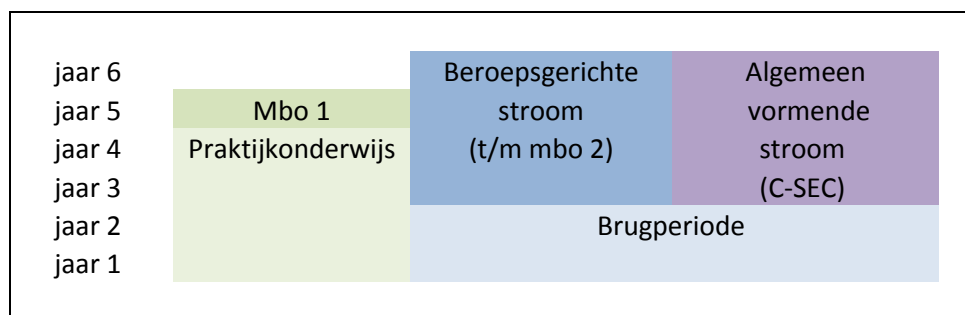 jaar 6 Beroepsgerichte Algemeen
jaar 5 Mbo 1 stroom vormende
jaar 4 Praktijkonderwijs (t/m mbo 2) stroom
jaar 3 (C-SEC)
jaar 2 Brugperiode
jaar 1